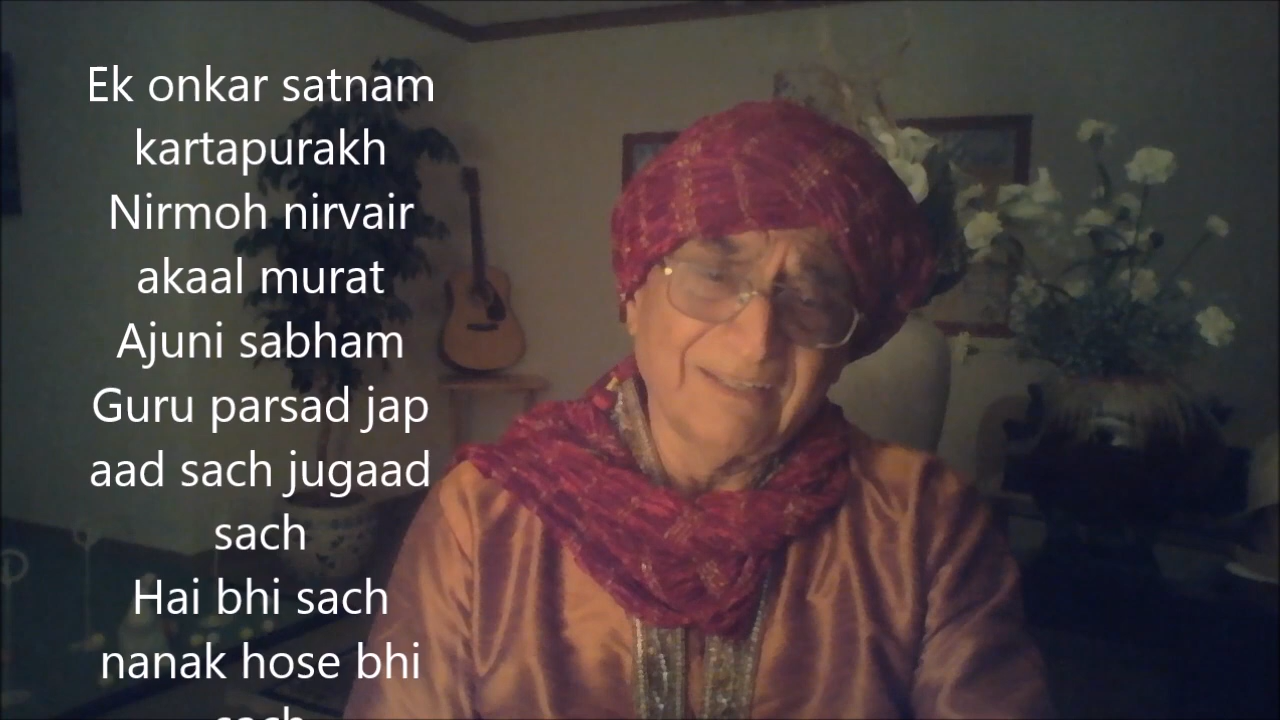 Ek onkar satnam
kartapurakh
Nirmoh nirvair
akaal murat
Ajuni sabham
Guru parsad jap
aad sach jugaad
sach
Hai bhi sach
nanak hose bhi
sach